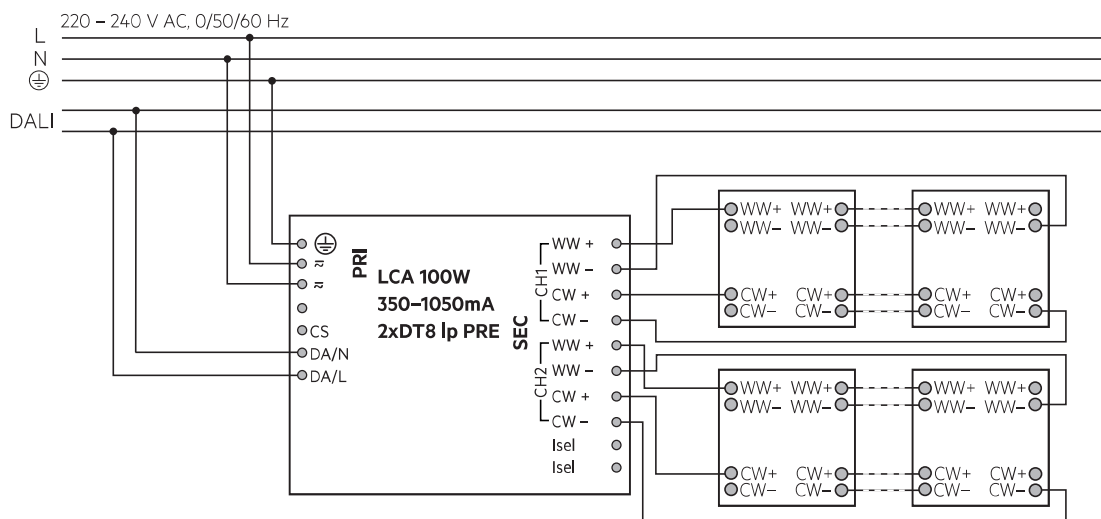 220 – 240 V AC, 0/50/60 Hz
L
N
DALI
PRI
≂
≂
CS
DA/N
DA/L
LCA 100W
350–1050mA
2xDT8 lp PRE
SEC
CH1
WW +
WW –
CW +
CW –
CH2
WW +
WW –
CW +
CW –
Isel
Isel
WW+ WW+ WW+ WW+
WW– WW– WW– WW–
CW+ CW+ CW+ CW+
CW– CW– CW– CW–
WW+ WW+ WW+ WW+
WW– WW– WW– WW–
CW+ CW+ CW+ CW+
CW– CW– CW– CW–